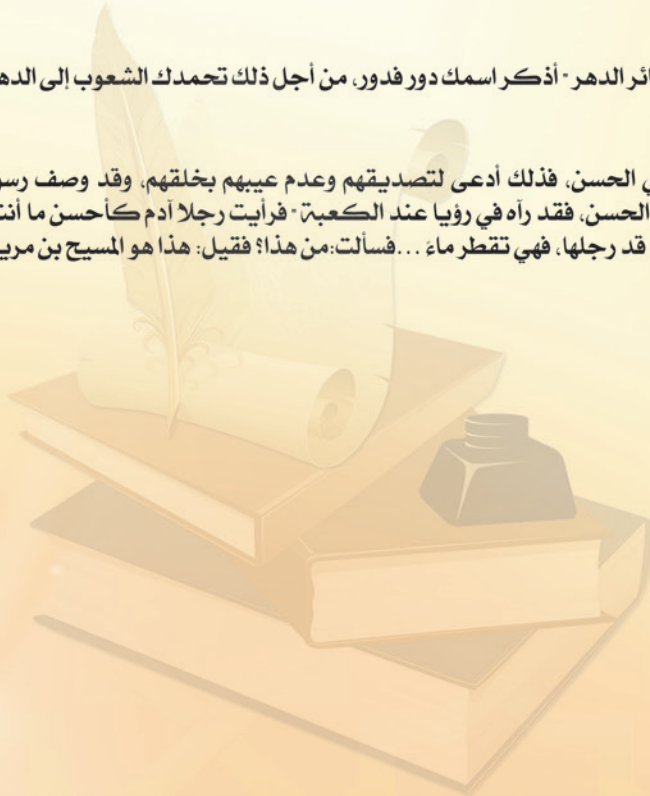 ائر الدهر - أذكر اسمك دور فدور، من أجل ذلك تحمدك الشعوب إلى الده
ي الحسن، فذلك أدعى لتصديقهم وعدم عيبهم بخلقهم، وقد وصف رس
الحسن، فقد رآه في رؤيا عند الكعبة - فرأيت رجلا آدم كأحسن ما أنت
قد رجلها، فهي تقطر ماءً ...فسألت:من هذا؟ فقيل: هذا هو المسيح بن مري